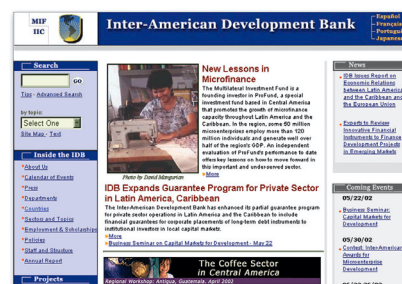 MIF
IIC
Inter-American Development Bank
Español
Français
Portugu
Japanese
Search
GO
Tips - Advanced Search
by topic:
Select One
Site Map - Text
Inside the IDB
*About Us
*Calendar of Events
*Press
*Departments
*Countries
*Sectors and Topics
*Employment & Scholarships
*Policies
*Staff and Structure
*Annual Report
Projects
New Lessons in
Microfinance
The Multilateral Investment Fund is a
founding investor in ProFund, a special
investment fund based in Central America
that promotes the growth of microfinance
capacity throughout Latin America and the
Caribbean. In the region, some 60 million
microenterprises employ more than 120
million individuals and generate well over
half of the region's GDP. An independent
evaluation of ProFund's performance to date
offers key lessons on how to move forward in
this important and under-served sector.
»More
Photo by David Mangurian
IDB Expands Guarantee Program for Private Sector
in Latin America, Caribbean
The Inter-American Development Bank has enhanced its partial guarantee program
for private sector operations in Latin America and the Caribbean to include
financial guarantees for corporate placements of long-term debt instruments to
institutional investors in local capital markets.
»More
»Business Seminar on Capital Markets for Development - May 22
The Coffee Sector
in Central America
Regional Workshop: Antigua, Guatemala, April 2002
News
IDB Issues Report on
Economic Relations
between Latin America
and the Caribbean and
the European Union
Experts to Review
Innovative Financial
Instruments to Finance
Development Projects
in Emerging Markets
Coming Events
05/22/02
Business Seminar:
Capital Markets for
Development
05/30/02
Contest: Inter-American
Awards for
Microenterprise
Development